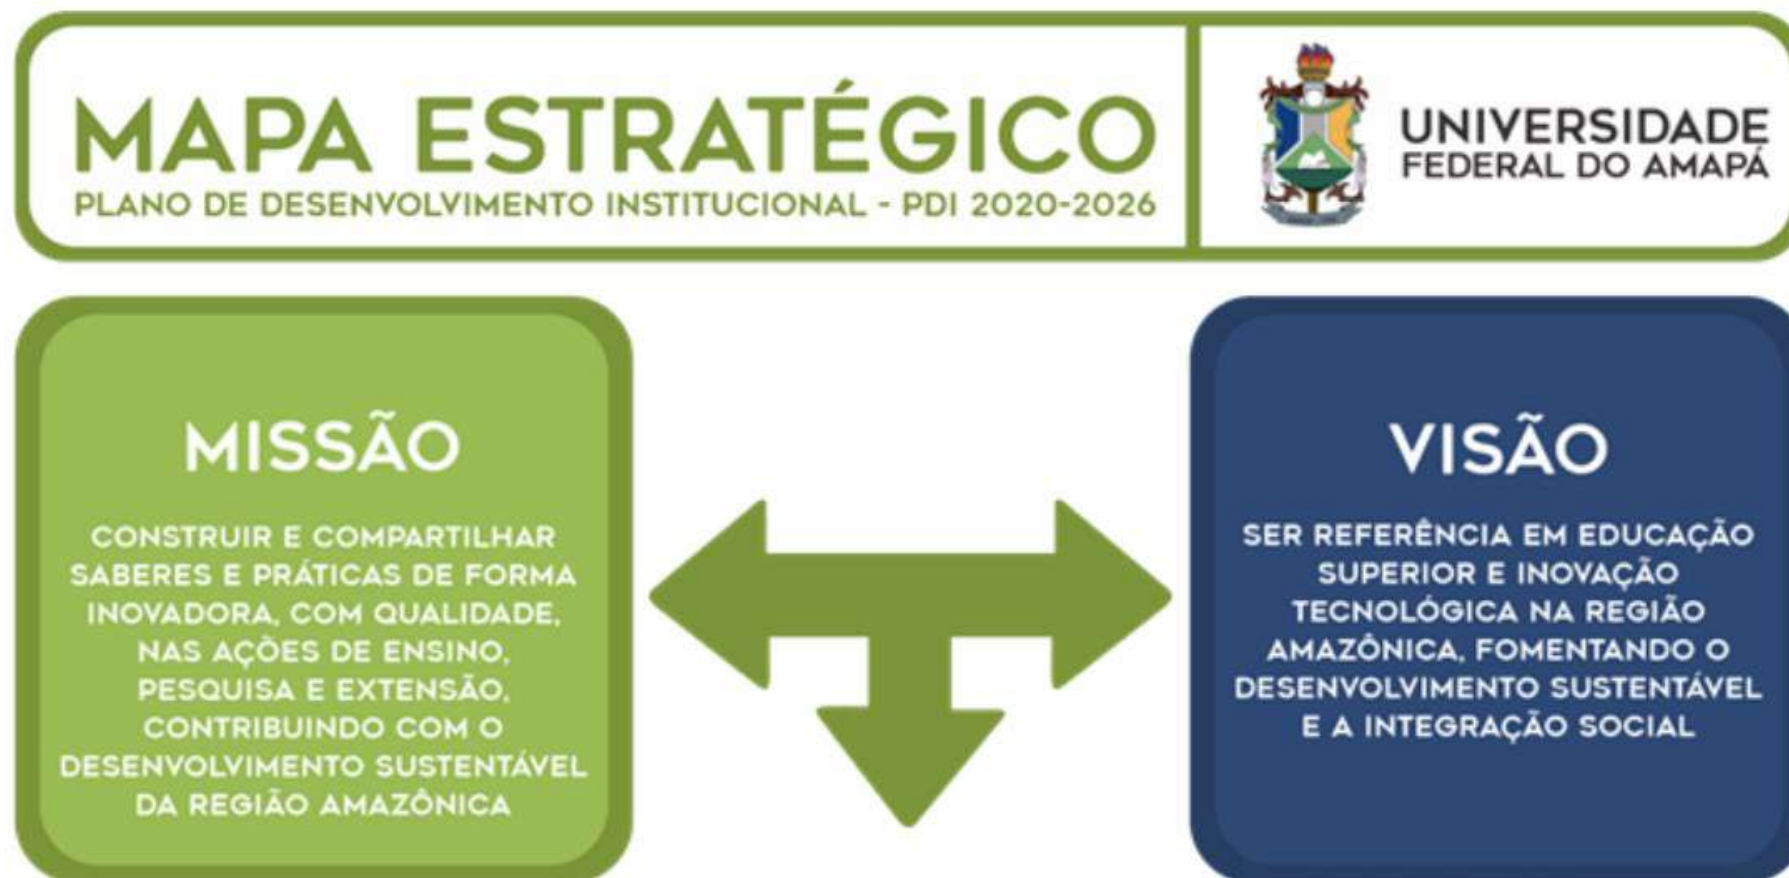 MAPA ESTRATÉGICO
PLANO DE DESENVOLVIMENTO INSTITUCIONAL - PDI 2020-2026
UNIVERSIDADE
FEDERAL DO AMAPÁ
MISSÃO
CONSTRUIR E COMPARTILHAR
SABERES E PRÁTICAS DE FORMA
INOVADORA, COM QUALIDADE,
NAS AÇÕES DE ENSINO,
PESQUISA E EXTENSÃO,
CONTRIBUINDO COM O
DESENVOLVIMENTO SUSTENTÁVEL
DA REGIÃO AMAZÔNICA
VISÃO
SER REFERÊNCIA EM EDUCAÇÃO
SUPERIOR E INOVAÇÃO
TECNOLÓGICA NA REGIÃO
AMAZÔNICA, FOMENTANDO O
DESENVOLVIMENTO SUSTENTÁVEL
E A INTEGRAÇÃO SOCIAL